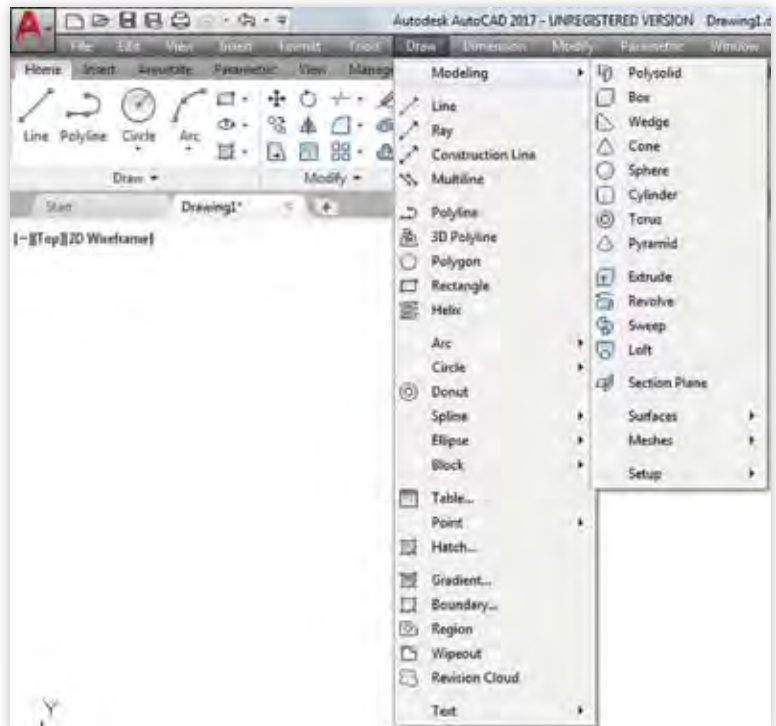 Autodesk AutoCAD 2017 - UNREGISTERED VERSION Drawing1.d
File Edit View Insert Format Tools Draw Dimension Modify Parametric Window
Home Insert Annotate Parametric View Manag
Line Polyline Circle Arc
Draw Modify
Start Drawing1* +
[-][Top][2D Wireframe]
Y
Modeling
Line
Ray
Construction Line
Multiline
Polyline
3D Polyline
Polygon
Rectangle
Helix
Arc
Circle
Donut
Spline
Ellipse
Block
Table...
Point
Hatch...
Gradient...
Boundary...
Region
Wipeout
Revision Cloud
Text
Polysolid
Box
Wedge
Cone
Sphere
Cylinder
Torus
Pyramid
Extrude
Revolve
Sweep
Loft
Section Plane
Surfaces
Meshes
Setup